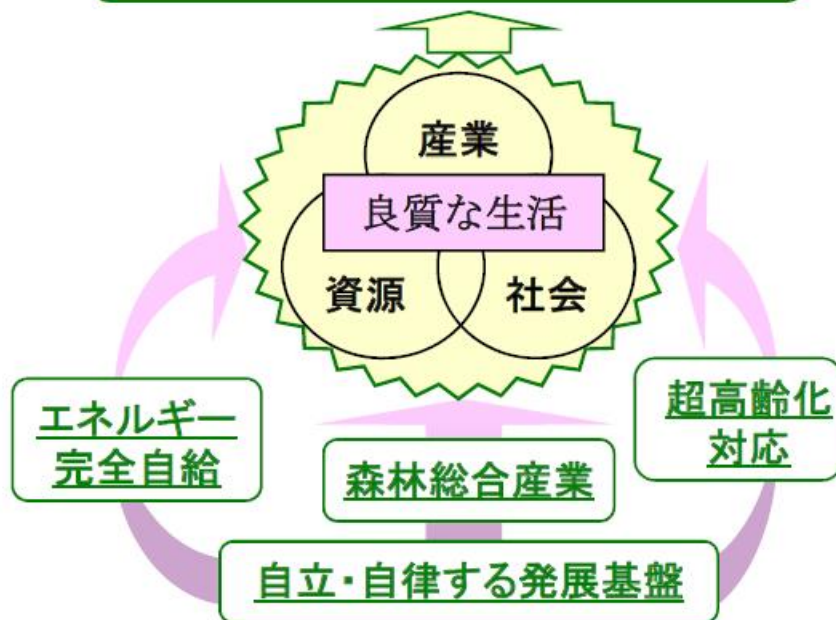 産業
良質な生活
資源
社会
エネルギー
完全自給
森林総合産業
超高齢化
対応
自立・自律する発展基盤